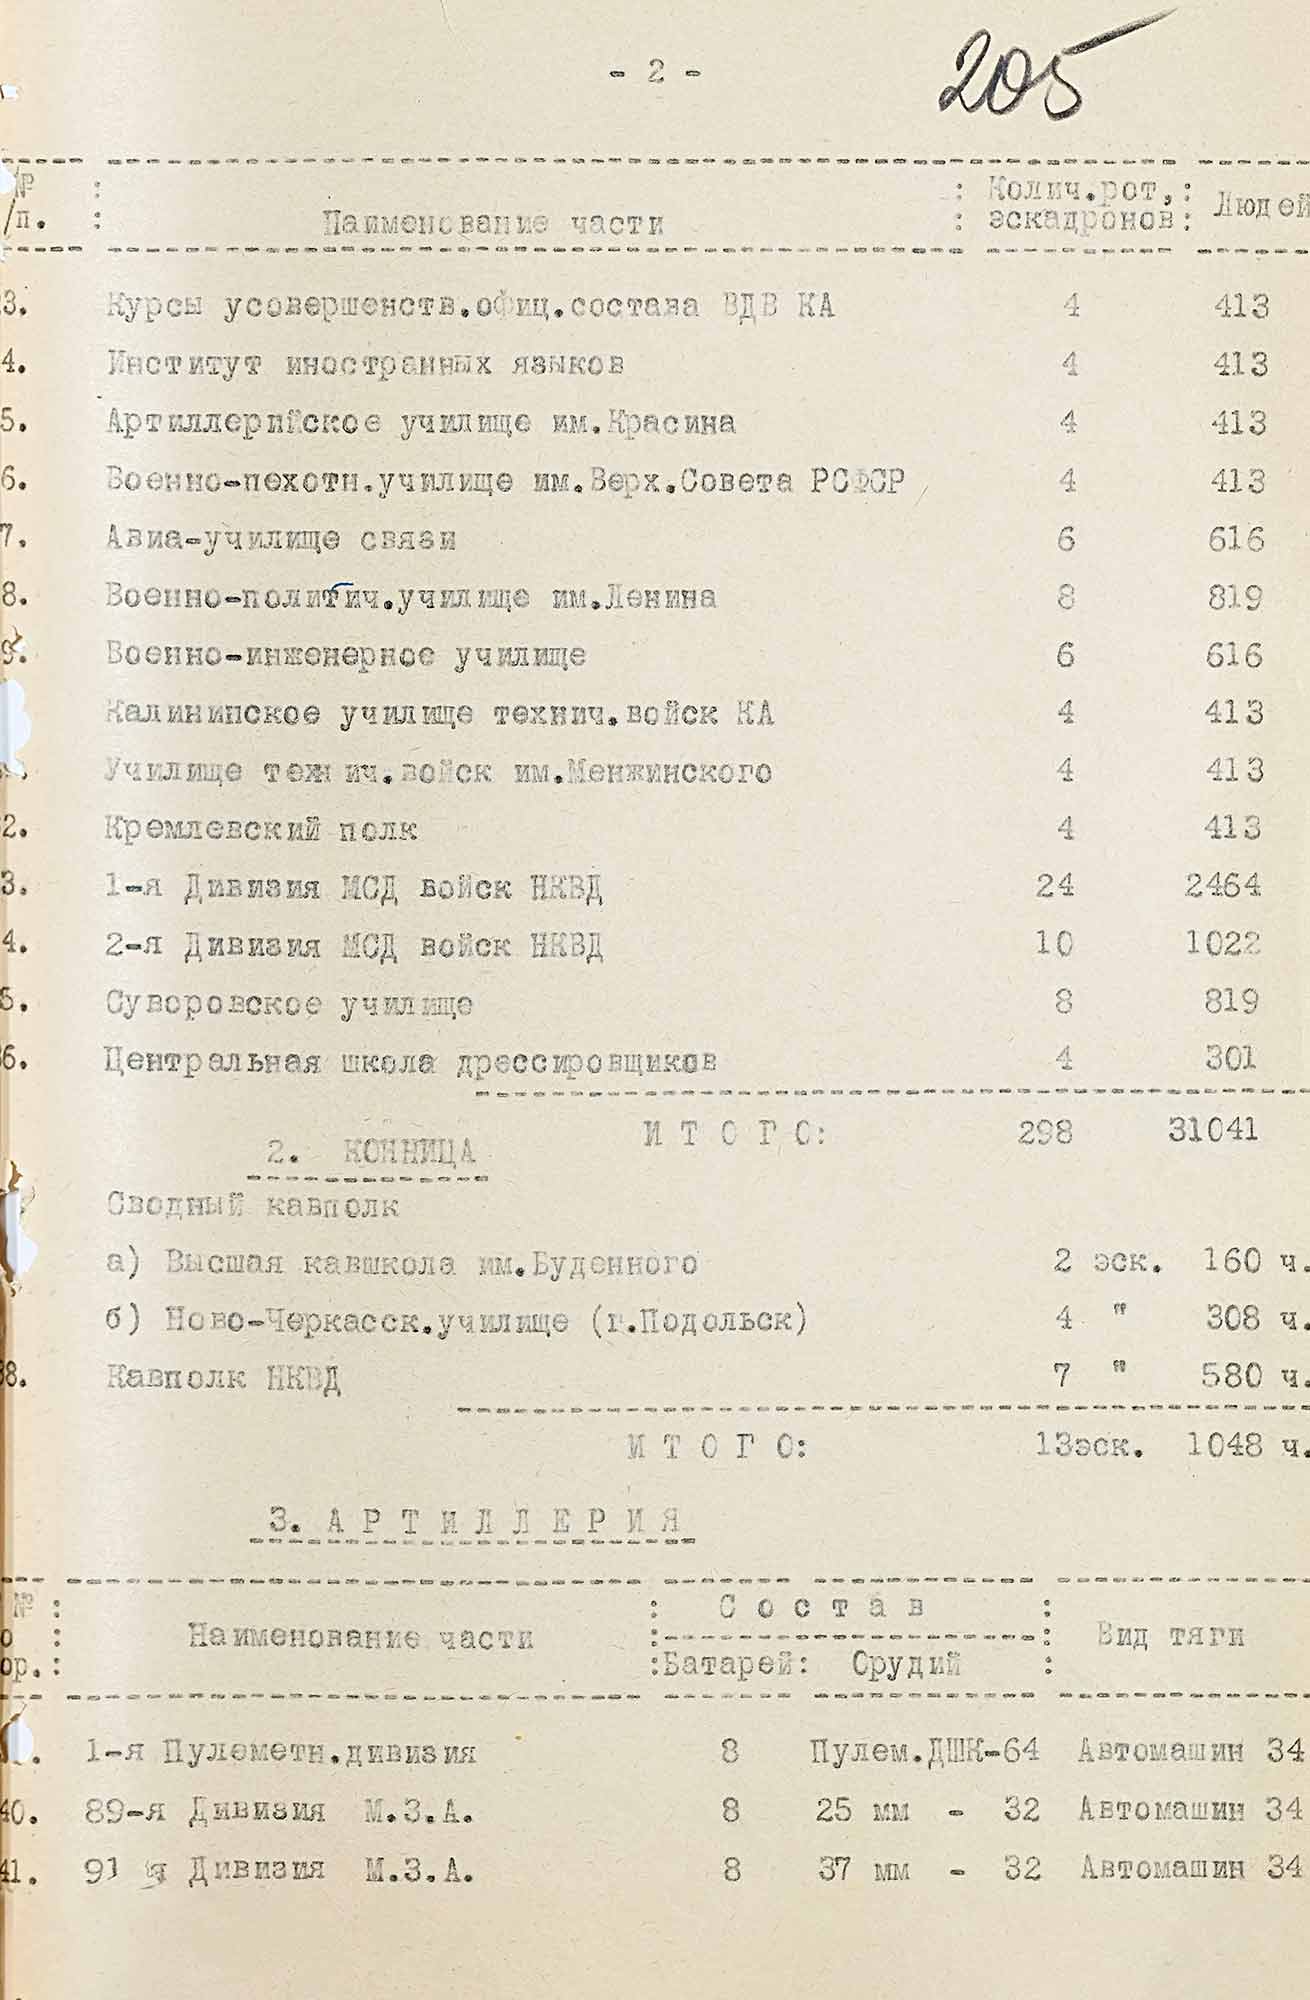 - 2 -
205
№ : Наименование части : Колич.рот, : Людей
/п. : : эскадронов :
3. Курсы усовершенств.офиц.состава ВДВ КА 4 413
4. Институт иностранных языков 4 413
5. Артиллерийское училище им.Красина 4 413
6. Военно-пехотн.училище им.Верх.Совета РСФСР 4 413
7. Авиа-училище связи 6 616
8. Военно-политич.училище им.Ленина 8 819
9. Военно-инженерное училище 6 616
Калининское училище технич.войск КА 4 413
Училище технич.войск им.Менжинского 4 413
2. Кремлевский полк 4 413
3. 1-я Дивизия МСД войск НКВД 24 2464
4. 2-я Дивизия МСД войск НКВД 10 1022
5. Суворовское училище 8 819
36. Центральная школа дрессировщиков 4 301
И Т О Г О: 298 31041
2. КОННИЦА
Сводный кавполк
а) Высшая кавшкола им.Буденного 2 эск. 160 ч.
б) Ново-Черкасск.училище (г.Подольск) 4 " 308 ч.
38. Кавполк НКВД 7 " 580 ч.
И Т О Г О: 13эск. 1048 ч.
3. А Р Т И Л Л Е Р И Я
№ : : С о с т а в :
о : Наименование части : : Вид тяги
ор. : :Батарей: Орудий :
. 1-я Пулеметн.дивизия 8 Пулем.ДШК-64 Автомашин 34
40. 89-я Дивизия М.З.А. 8 25 мм - 32 Автомашин 34
41. 91 я Дивизия М.З.А. 8 37 мм - 32 Автомашин 34